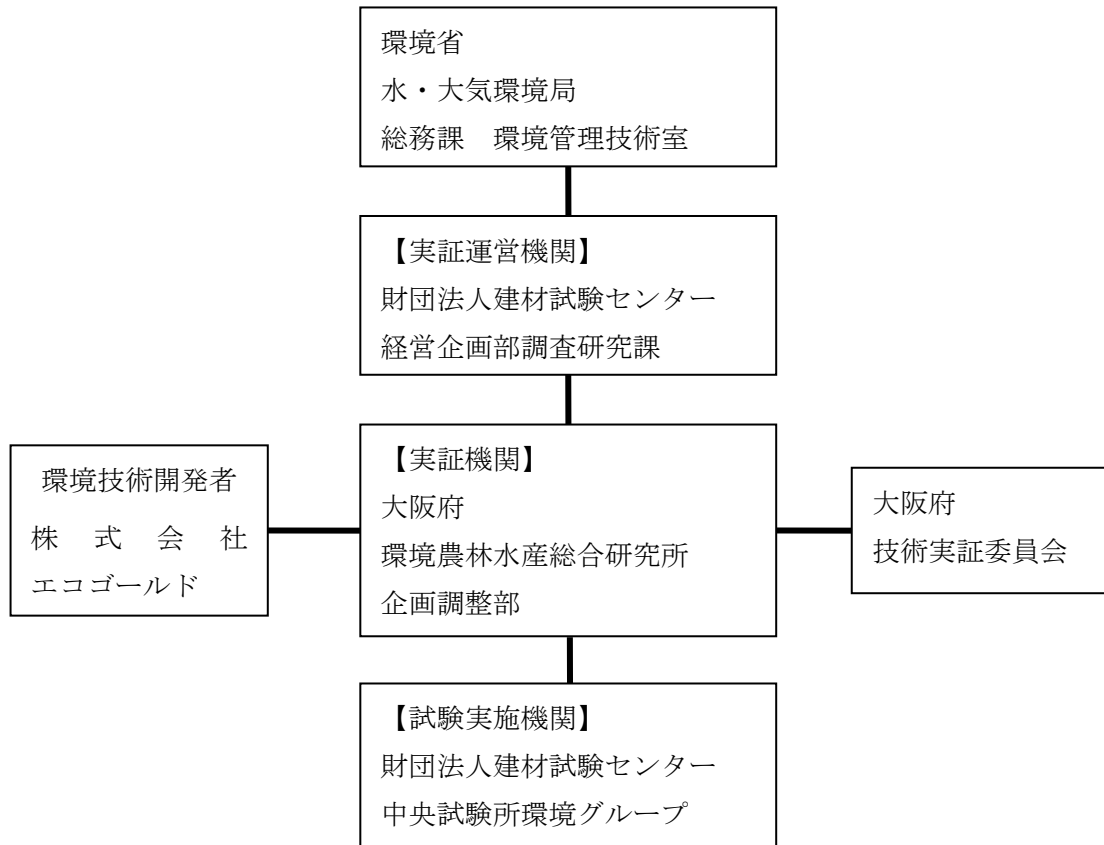 環境省
水・大気環境局
総務課　環境管理技術室
【実証運営機関】
財団法人建材試験センター
経営企画部調査研究課
環境技術開発者
株　式　会　社
エコゴールド
【実証機関】
大阪府
環境農林水産総合研究所
企画調整部
大阪府
技術実証委員会
【試験実施機関】
財団法人建材試験センター
中央試験所環境グループ